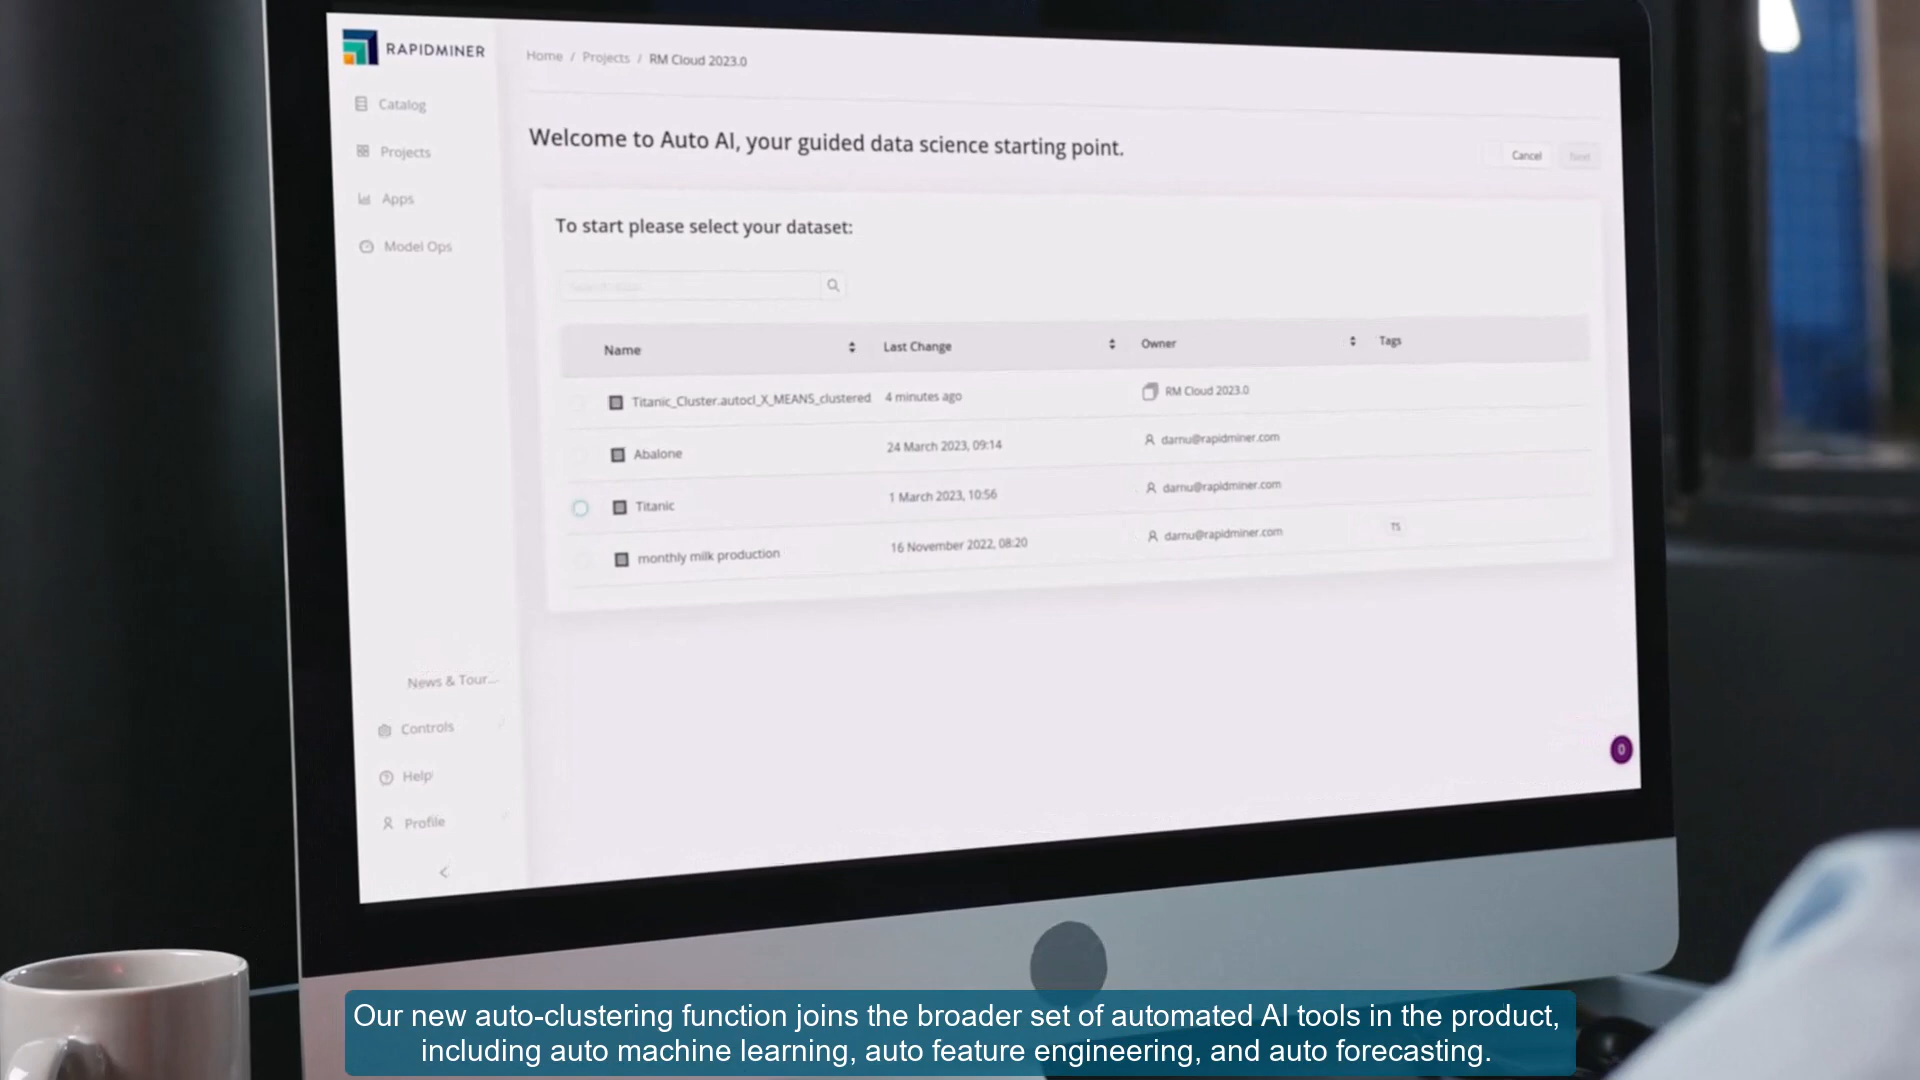 RAPIDMINER
Home / Projects / RM Cloud 2023.0
Catalog
Projects
Apps
Model Ops
Welcome to Auto AI, your guided data science starting point.
Cancel
Next
To start please select your dataset:
Name
Last Change
Owner
Tags
Titanic_Cluster.autocl_X_MEANS_clustered
4 minutes ago
RM Cloud 2023.0
Abalone
24 March 2023, 09:14
darnu@rapidminer.com
Titanic
1 March 2023, 10:56
darnu@rapidminer.com
monthly milk production
16 November 2022, 08:20
darnu@rapidminer.com
TS
News & Tour...
Controls
Help
Profile
0
Our new auto-clustering function joins the broader set of automated AI tools in the product,
including auto machine learning, auto feature engineering, and auto forecasting.